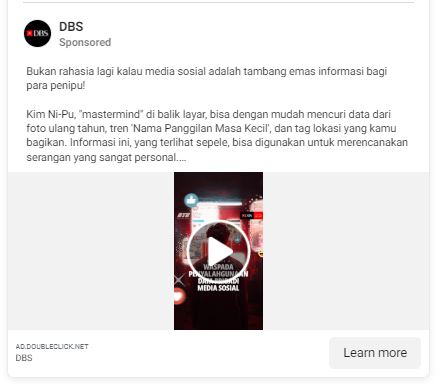 DBS
Sponsored
Bukan rahasia lagi kalau media sosial adalah tambang emas informasi bagi
para penipu!
Kim Ni-Pu, "mastermind" di balik layar, bisa dengan mudah mencuri data dari
foto ulang tahun, tren 'Nama Panggilan Masa Kecil', dan tag lokasi yang kamu
bagikan. Informasi ini, yang terlihat sepele, bisa digunakan untuk merencanakan
serangan yang sangat personal....
DBS
WASPADA
PENYALAHGUNAAN
DATA PRIBADI
MEDIA SOSIAL
AD.DOUBLECLICK.NET
DBS
Learn more